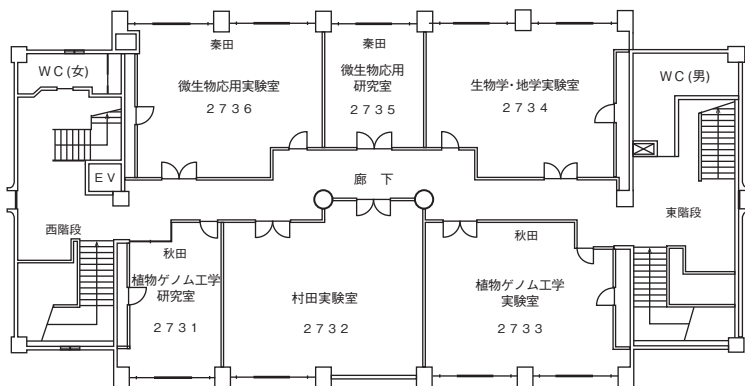 WC(女)
秦田
微生物応用実験室
2736
秦田
微生物応用
研究室
2735
生物学・地学実験室
2734
WC(男)
EV
廊 下
西階段
東階段
秋田
植物ゲノム工学
研究室
2731
村田実験室
2732
秋田
植物ゲノム工学
実験室
2733